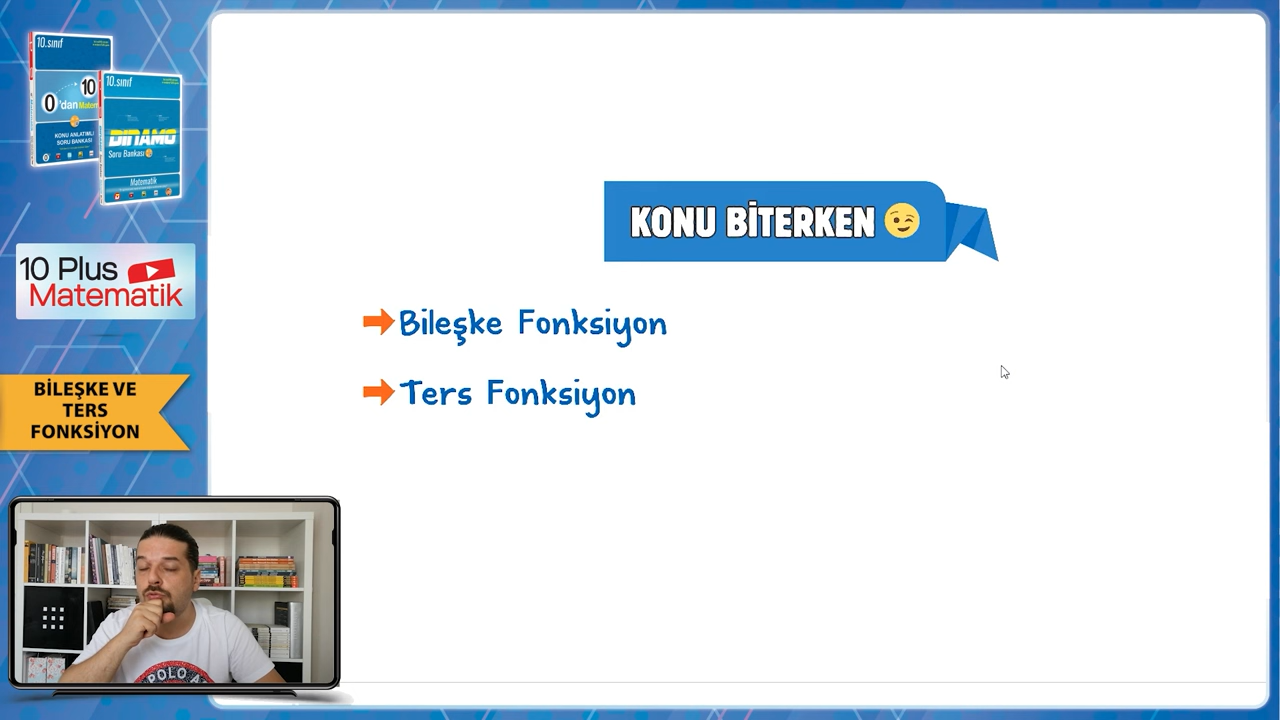 10.sınıf
0 'dan 10
KONU ANLATIMLI
SORU BANKASI
10.sınıf
DİNAMO
Soru Bankası
Matematik
10 Plus
Matematik
BİLEŞKE VE
TERS
FONKSİYON
KONU BİTERKEN 😉
Bileşke Fonksiyon
Ters Fonksiyon
POLO A